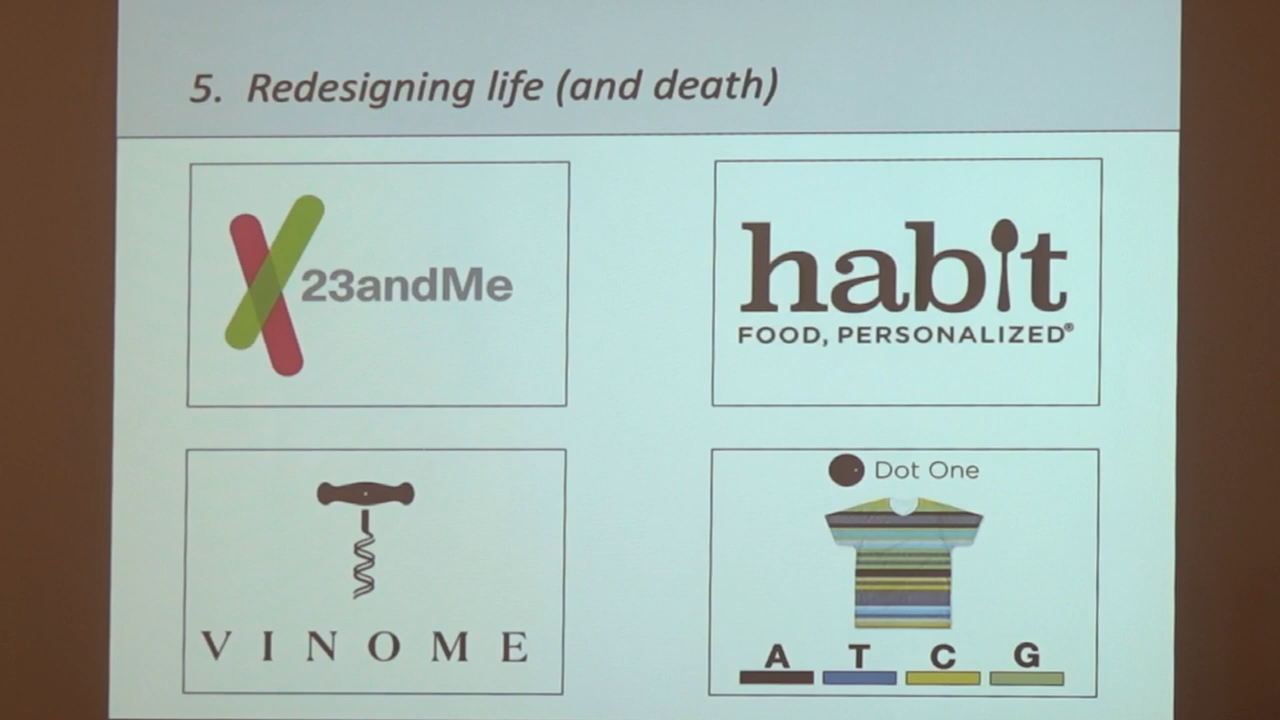 5. Redesigning life (and death)
23andMe
habit
FOOD, PERSONALIZED®
VINOME
Dot One
A T C G